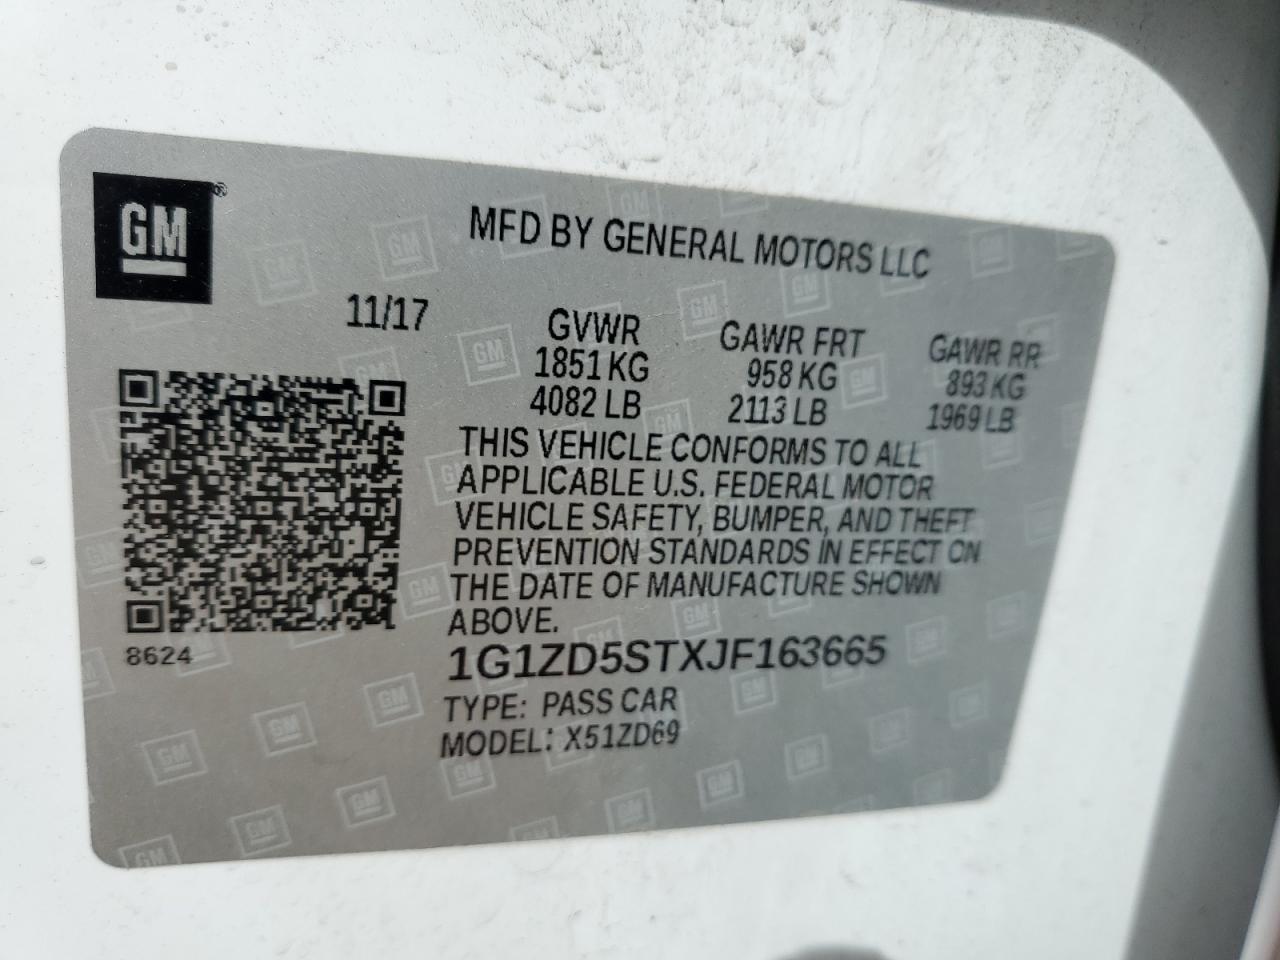 GM®
MFD BY GENERAL MOTORS LLC
11/17
GVWR
1851 KG
4082 LB
GAWR FRT
958 KG
2113 LB
GAWR RR
893 KG
1969 LB
THIS VEHICLE CONFORMS TO ALL
APPLICABLE U.S. FEDERAL MOTOR
VEHICLE SAFETY, BUMPER, AND THEFT
PREVENTION STANDARDS IN EFFECT ON
THE DATE OF MANUFACTURE SHOWN
ABOVE.
8624
1G1ZD5STXJF163665
TYPE: PASS CAR
MODEL: X51ZD69